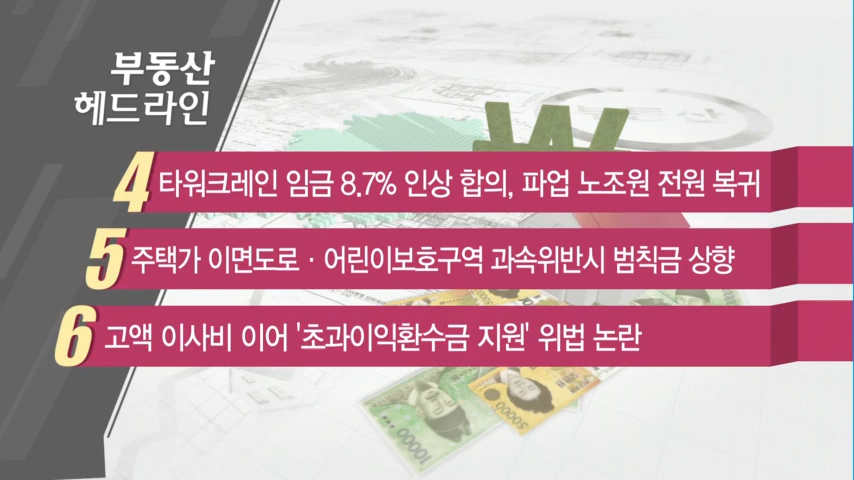 부동산
헤드라인
4 타워크레인 임금 8.7% 인상 합의, 파업 노조원 전원 복귀
5 주택가 이면도로·어린이보호구역 과속위반시 범칙금 상향
6 고액 이사비 이어 '초과이익환수금 지원' 위법 논란
10000
50000